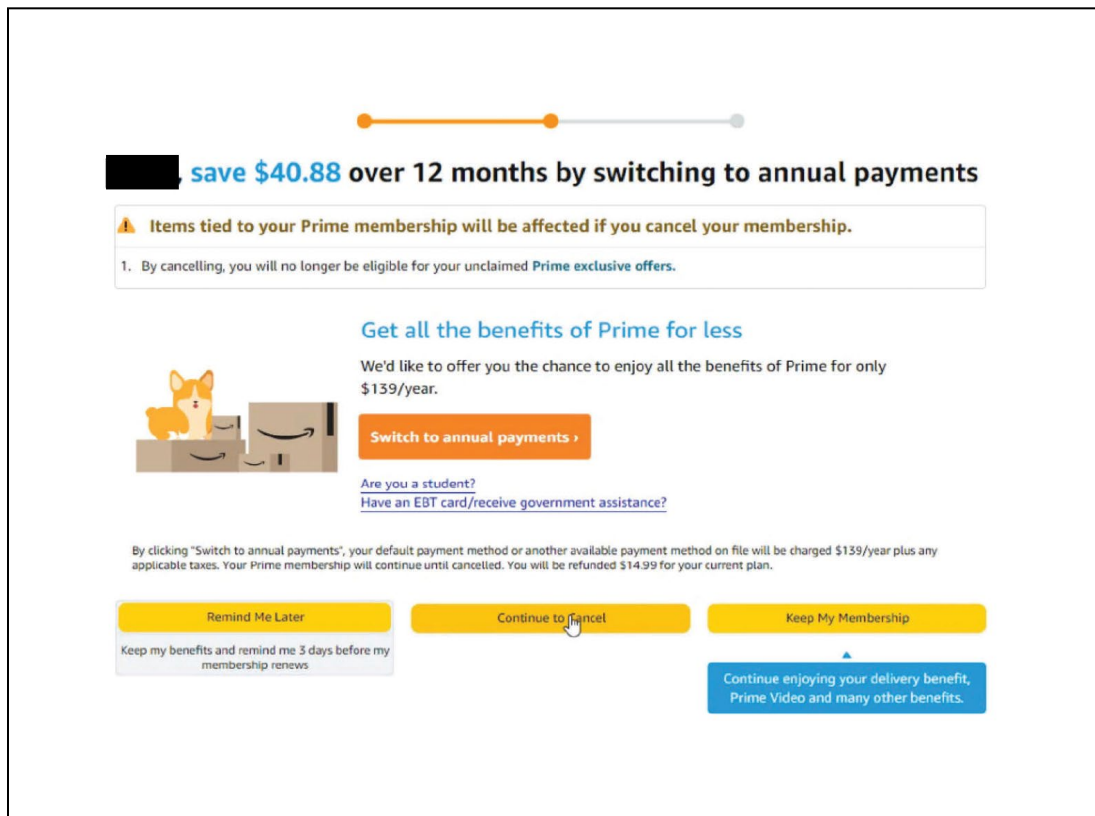 , save $40.88 over 12 months by switching to annual payments
Items tied to your Prime membership will be affected if you cancel your membership.
1. By cancelling, you will no longer be eligible for your unclaimed Prime exclusive offers.
Get all the benefits of Prime for less
We'd like to offer you the chance to enjoy all the benefits of Prime for only
$139/year.
Switch to annual payments ›
Are you a student?
Have an EBT card/receive government assistance?
By clicking "Switch to annual payments", your default payment method or another available payment method on file will be charged $139/year plus any
applicable taxes. Your Prime membership will continue until cancelled. You will be refunded $14.99 for your current plan.
Remind Me Later
Keep my benefits and remind me 3 days before my
membership renews
Continue to Cancel
Keep My Membership
Continue enjoying your delivery benefit,
Prime Video and many other benefits.